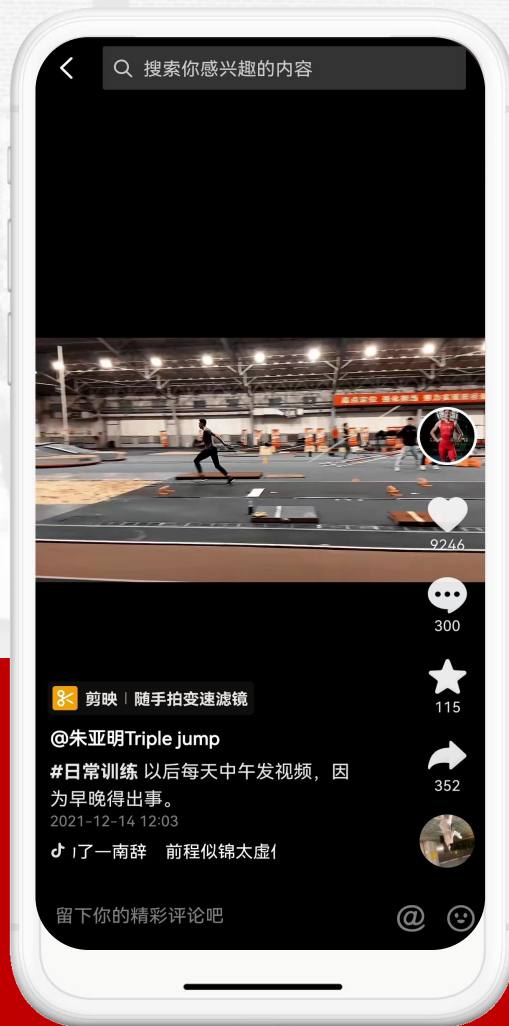 搜索你感兴趣的内容
9246
300
115
352
剪映 | 随手拍变速滤镜
@朱亚明Triple jump
#日常训练 以后每天中午发视频，因
为早晚得出事。
2021-12-14 12:03
了一南辞 前程似锦太虚
留下你的精彩评论吧
@